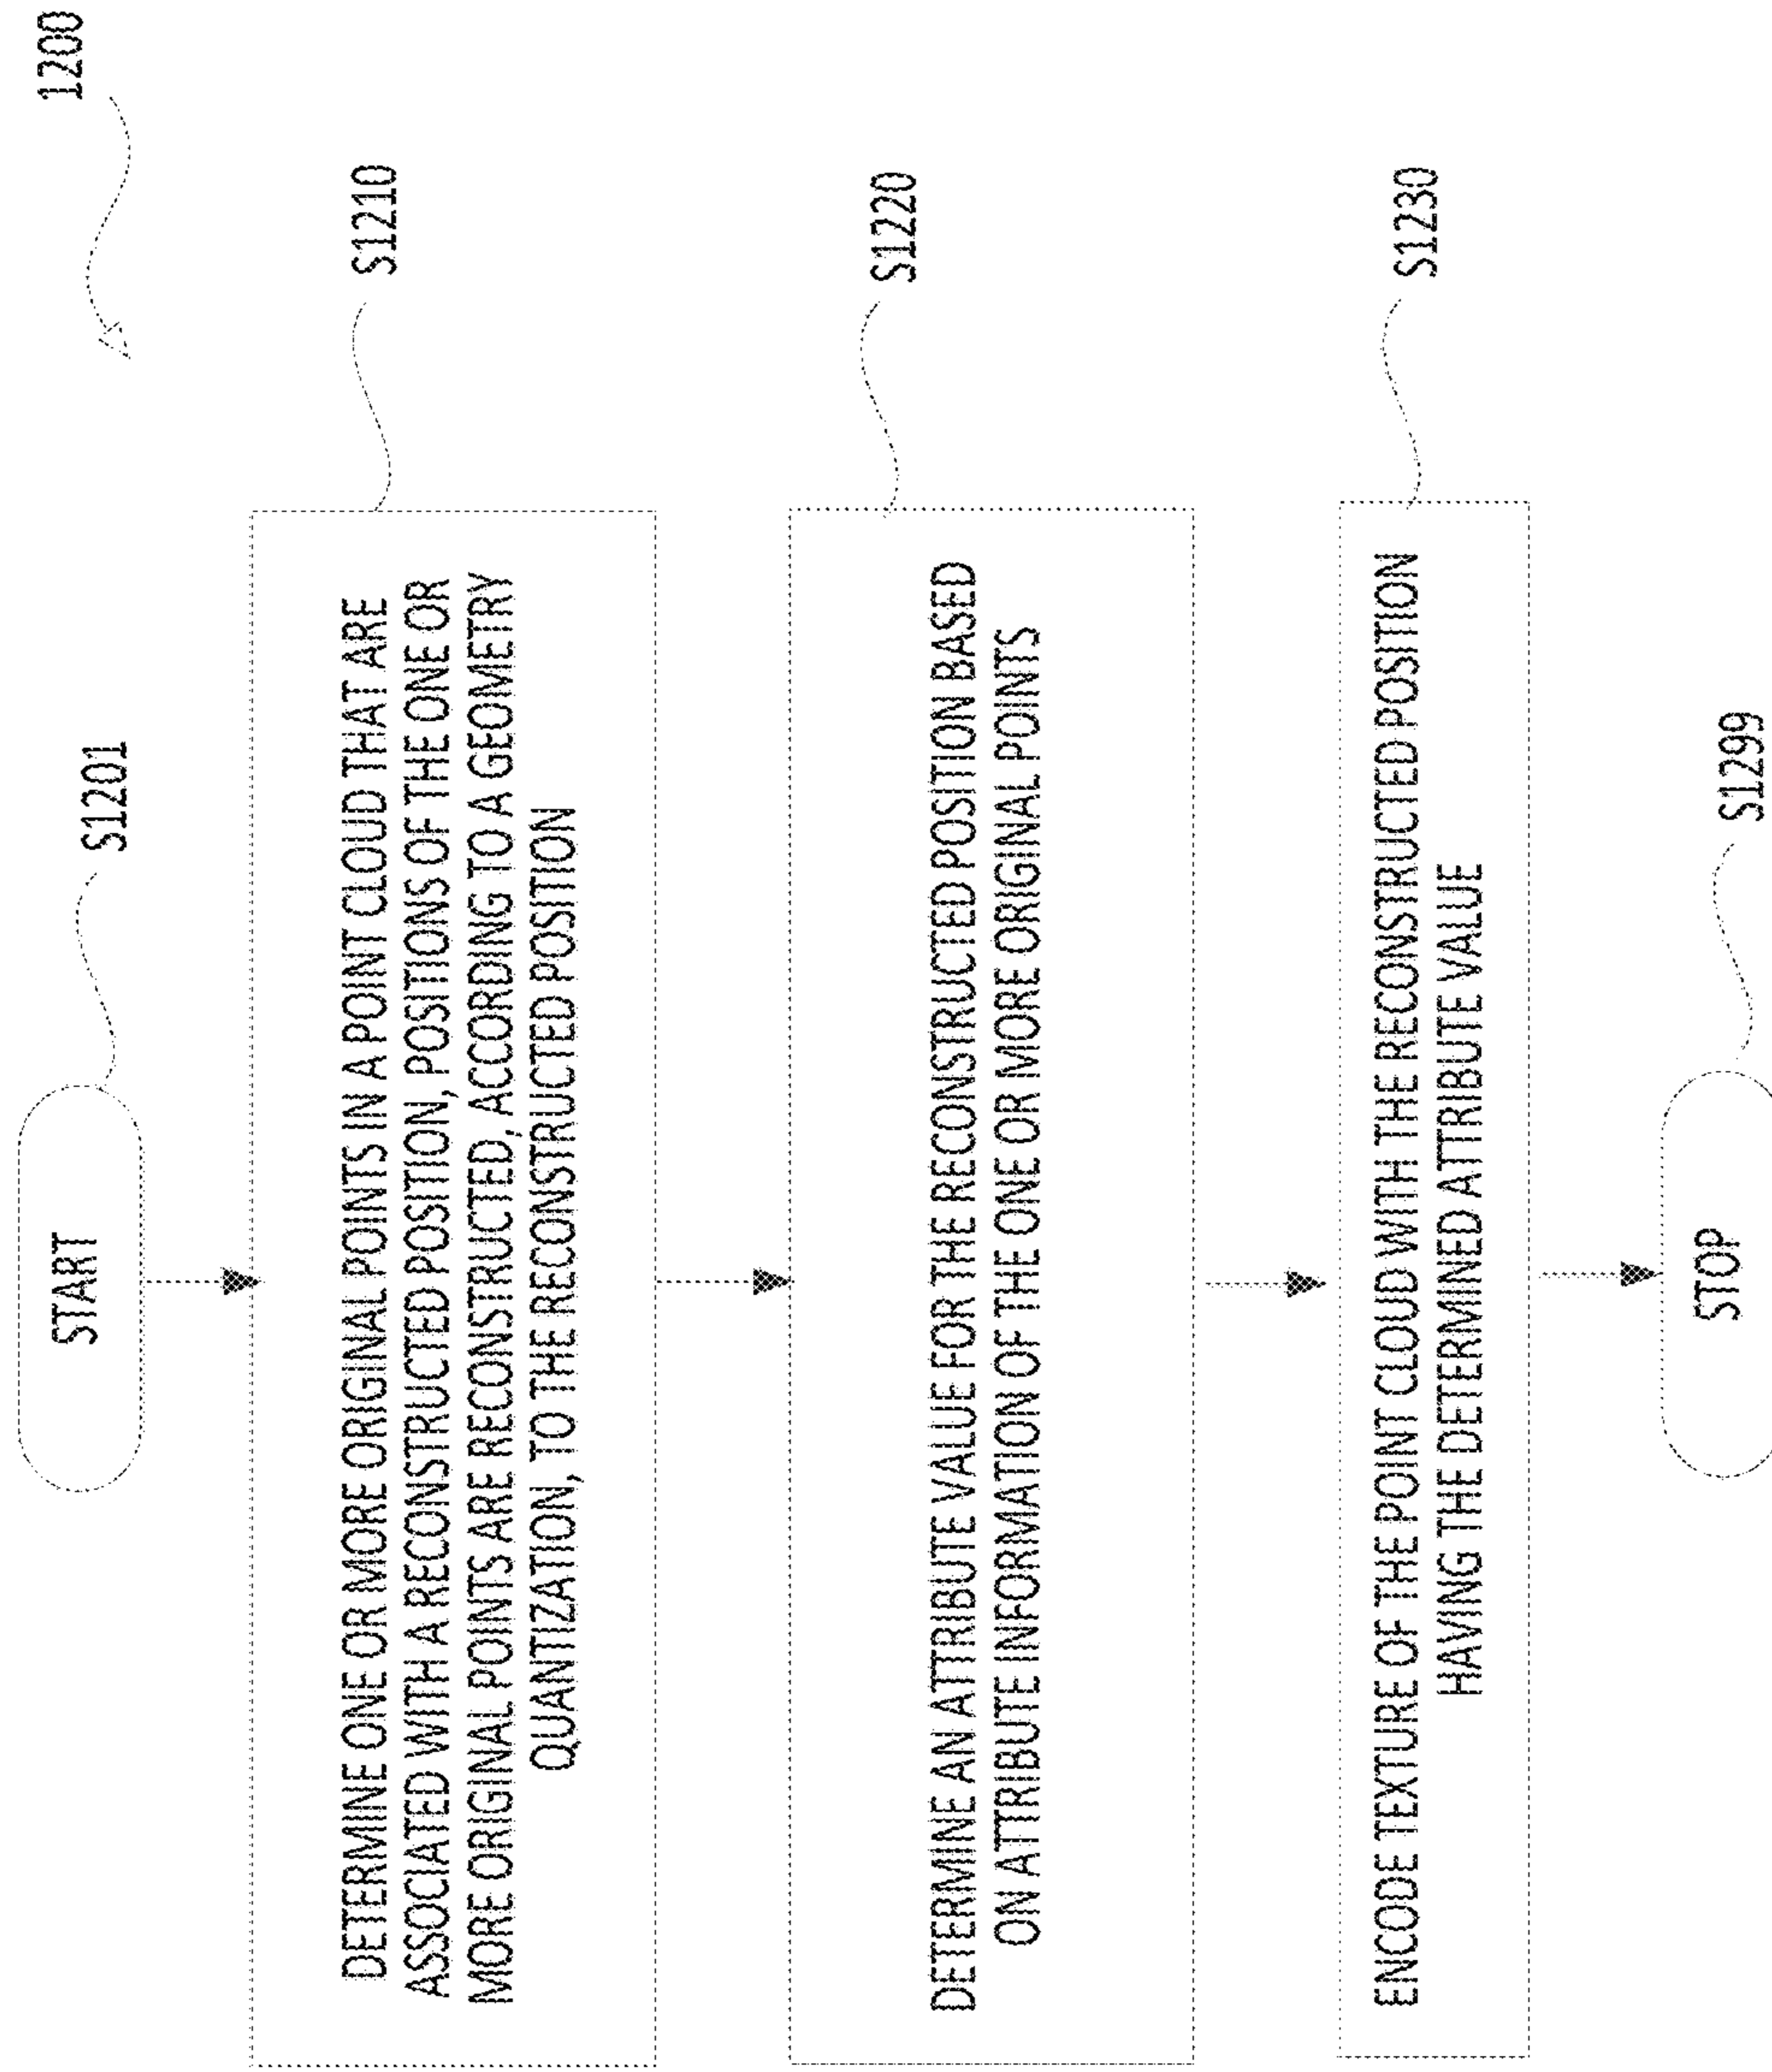 1200
START
S1201
DETERMINE ONE OR MORE ORIGINAL POINTS IN A POINT CLOUD THAT ARE
ASSOCIATED WITH A RECONSTRUCTED POSITION, POSITIONS OF THE ONE OR
MORE ORIGINAL POINTS ARE RECONSTRUCTED, ACCORDING TO A GEOMETRY
QUANTIZATION, TO THE RECONSTRUCTED POSITION
S1210
DETERMINE AN ATTRIBUTE VALUE FOR THE RECONSTRUCTED POSITION BASED
ON ATTRIBUTE INFORMATION OF THE ONE OR MORE ORIGINAL POINTS
S1220
ENCODE TEXTURE OF THE POINT CLOUD WITH THE RECONSTRUCTED POSITION
HAVING THE DETERMINED ATTRIBUTE VALUE
S1230
STOP
S1299